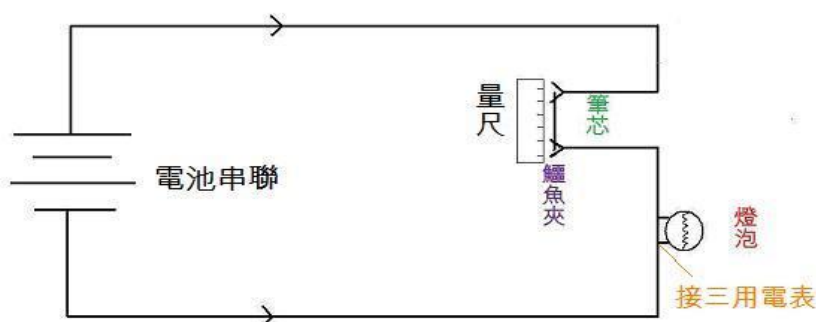 量尺
筆芯
電池串聯
鱷魚夾
燈泡
接三用電表